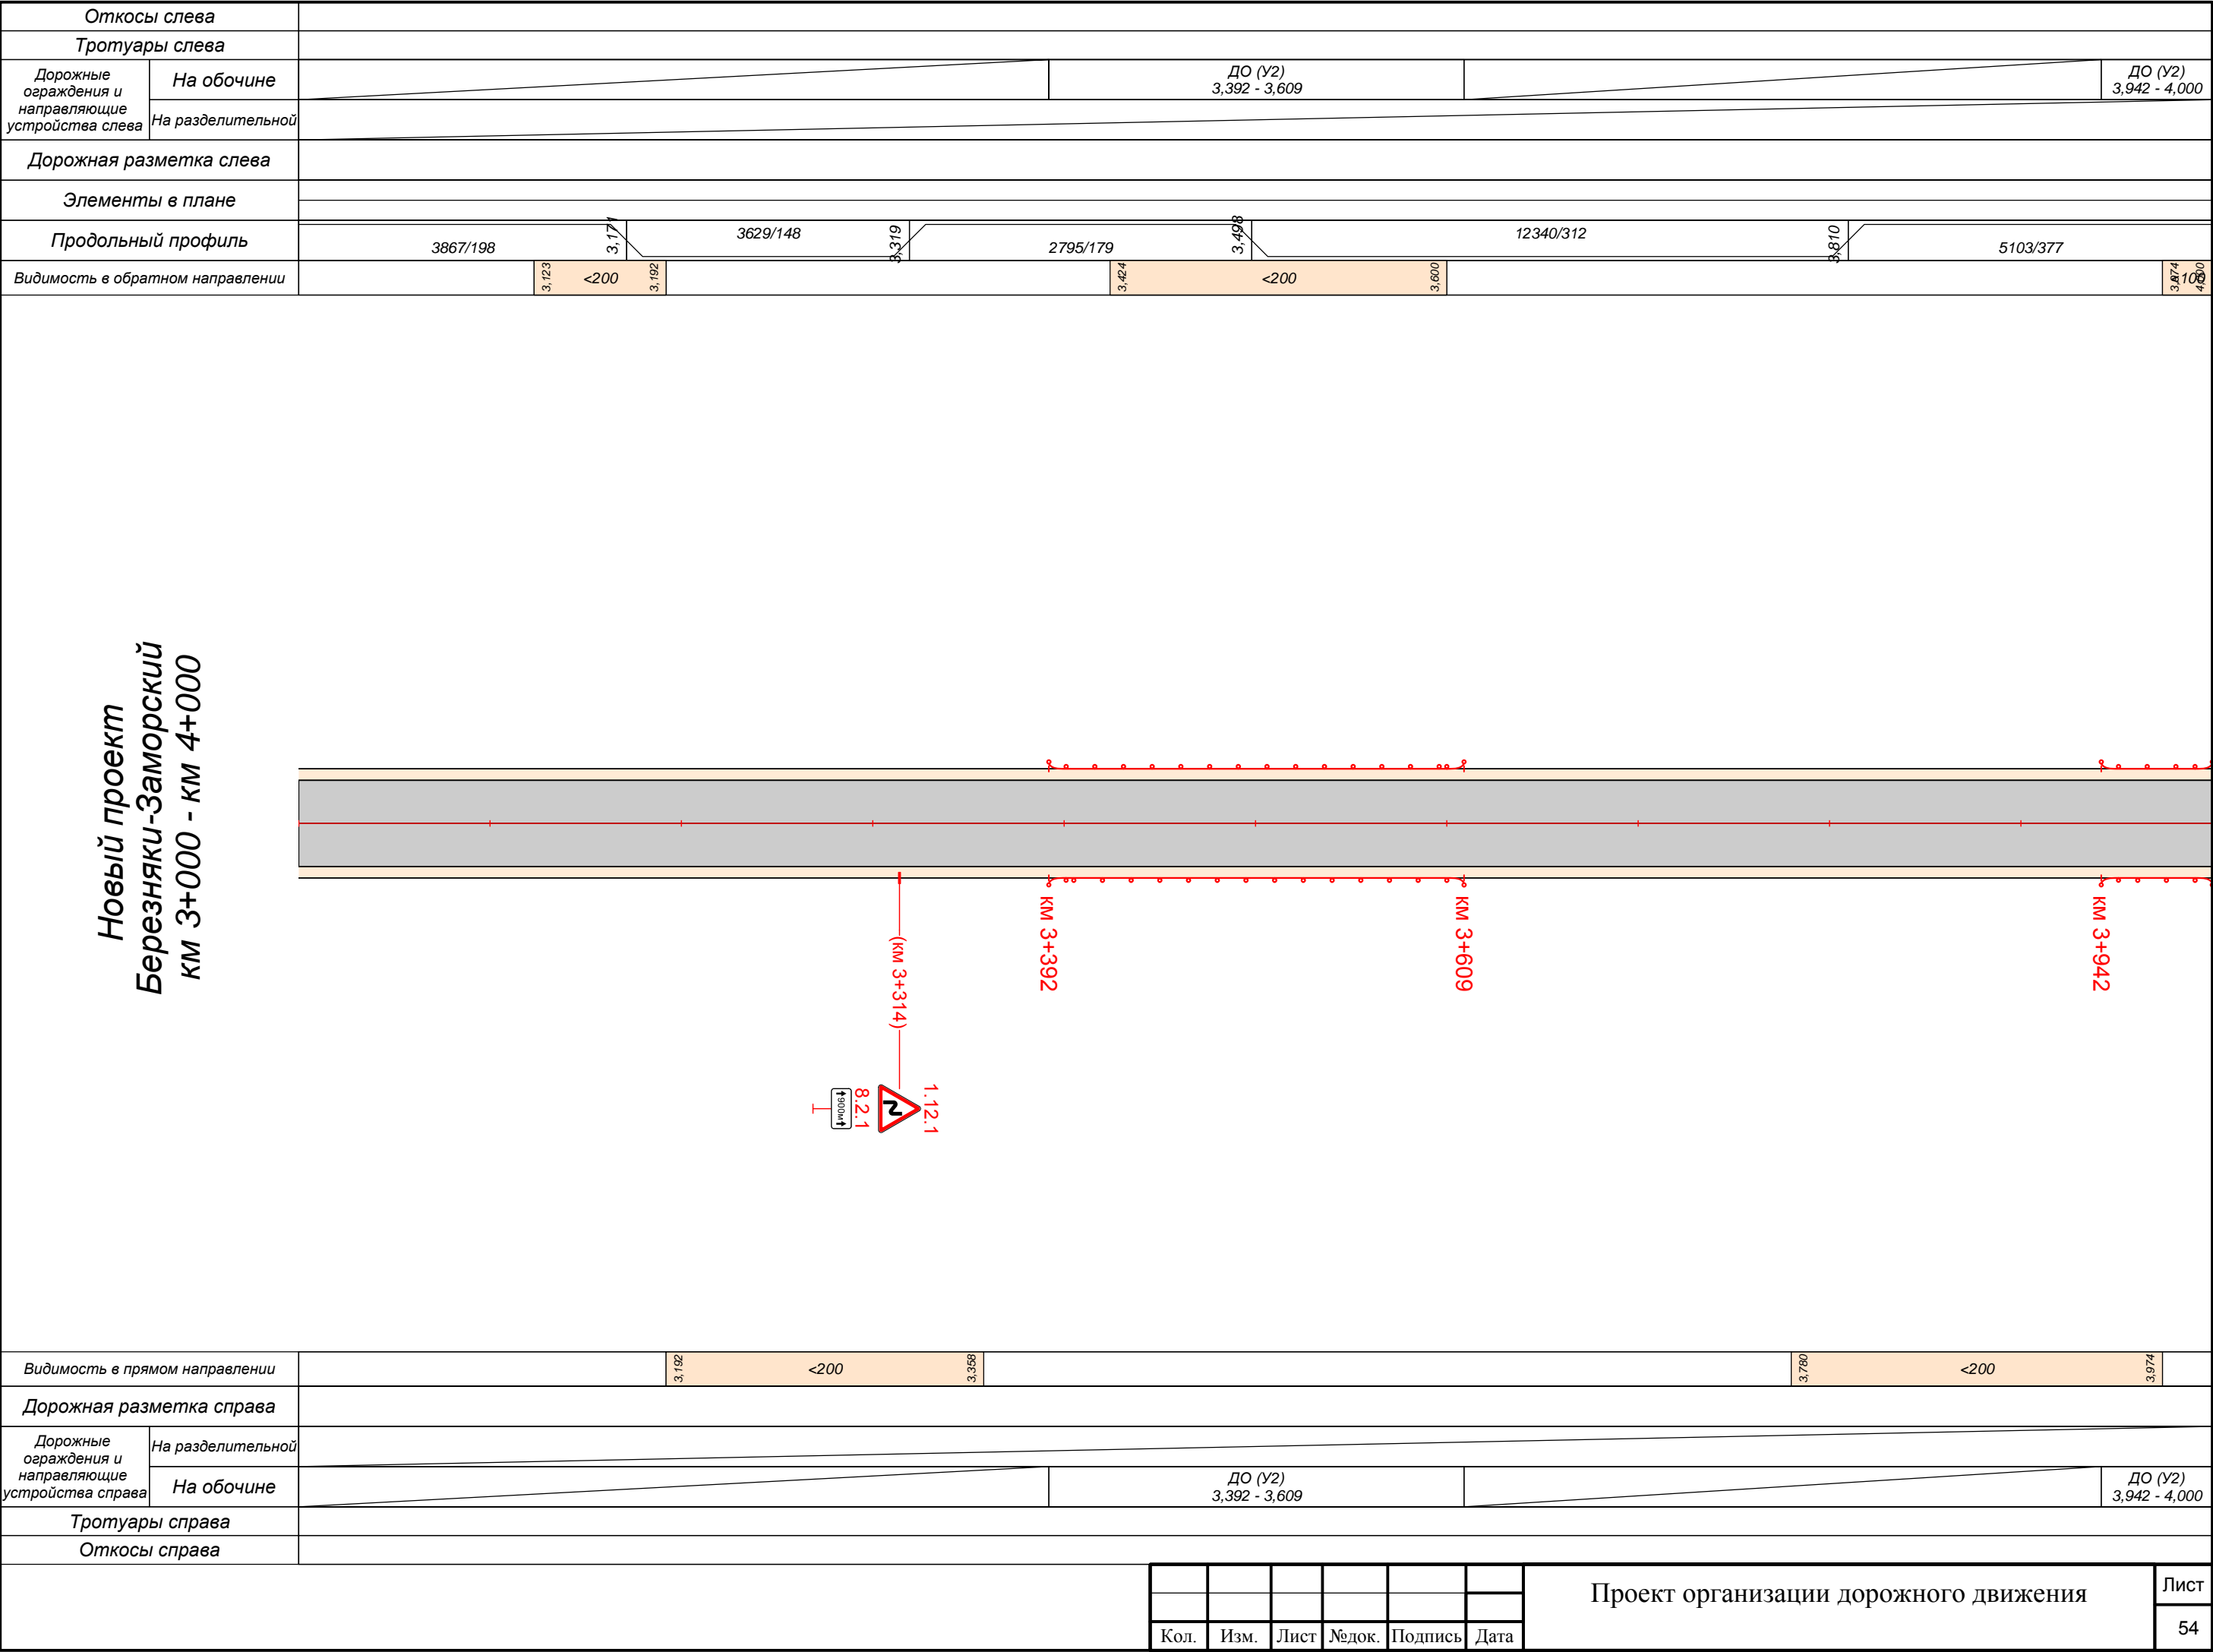 Откосы слева
Тротуары слева
Дорожные
ограждения и
направляющие
устройства слева
На обочине
ДО (У2)
3,392 - 3,609
ДО (У2)
3,942 - 4,000
На разделительной
Дорожная разметка слева
Элементы в плане
Продольный профиль
3867/198
3,171
3629/148
3,319
2795/179
3,498
12340/312
3,810
5103/377
Видимость в обратном направлении
3,123
<200
3,192
3,424
<200
3,600
3,974
<100
4,000
Новый проект
Березняки-Заморский
км 3+000 - км 4+000
(км 3+314)
км 3+392
км 3+609
км 3+942
1.12.1
8.2.1
900м
Видимость в прямом направлении
3,192
<200
3,358
3,780
<200
3,974
Дорожная разметка справа
Дорожные
ограждения и
направляющие
устройства справа
На разделительной
На обочине
ДО (У2)
3,392 - 3,609
ДО (У2)
3,942 - 4,000
Тротуары справа
Откосы справа
Кол.
Изм.
Лист
№док.
Подпись
Дата
Проект организации дорожного движения
Лист
54